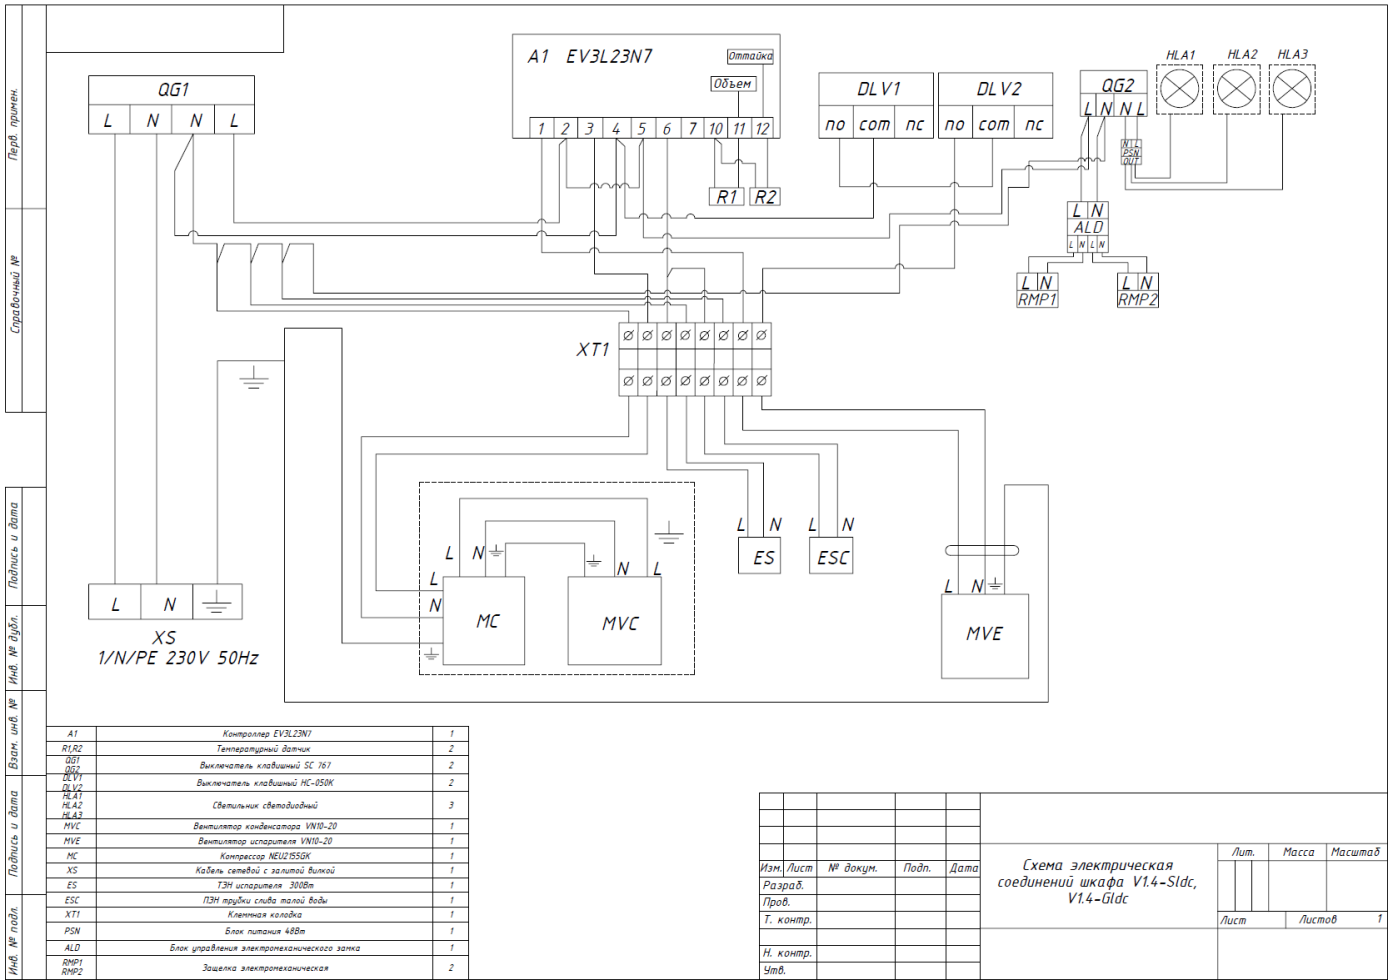 Перв. примен.
Справочный №
Подпись и дата
Инв. № дубл.
Взам. инв. №
Подпись и дата
Инв. № подл.
QG1
L N N L
A1 EV3L23N7
Оттайка
Объем
1 2 3 4 5 6 7 10 11 12
R1 R2
DLV1
no com nc
DLV2
no com nc
QG2
L N N L
HLA1 HLA2 HLA3
N L
PSN
OUT
L N
ALD
L N L N
L N
RMP1
L N
RMP2
XT1
L N
XS
1/N/PE 230V 50Hz
L N
L
N
MC
N L
MVC
L N
ES
L N
ESC
L N
MVE
A1 Контроллер EV3L23N7 1
R1,R2 Температурный датчик 2
QG1
QG2 Выключатель клавишный SC 767 2
DLV1
DLV2 Выключатель клавишный HC-050K 2
HLA1
HLA2 Светильник светодиодный 3
HLA3
MVC Вентилятор конденсатора VN10-20 1
MVE Вентилятор испарителя VN10-20 1
MC Компрессор NEU2155GK 1
XS Кабель сетевой с залитой вилкой 1
ES ТЭН испарителя 300Вт 1
ESC ПЭН трубки слива талой воды 1
XT1 Клеммная колодка 1
PSN Блок питания 48Вт 1
ALD Блок управления электромеханического замка 1
RMP1
RMP2 Защелка электромеханическая 2
Изм. Лист № докум. Подп. Дата
Разраб.
Пров.
Т. контр.
Н. контр.
Утв.
Схема электрическая
соединений шкафа V1.4-Sldc,
V1.4-Gldc
Лит. Масса Масштаб
Лист Листов 1